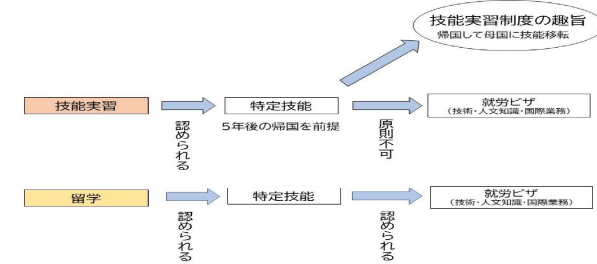 技能実習制度の趣旨
帰国して母国に技能移転
技能実習
認められる
特定技能
5年後の帰国を前提
原則不可
就労ビザ
(技術・人文知識・国際業務)
留学
認められる
特定技能
認められる
就労ビザ
(技術・人文知識・国際業務)